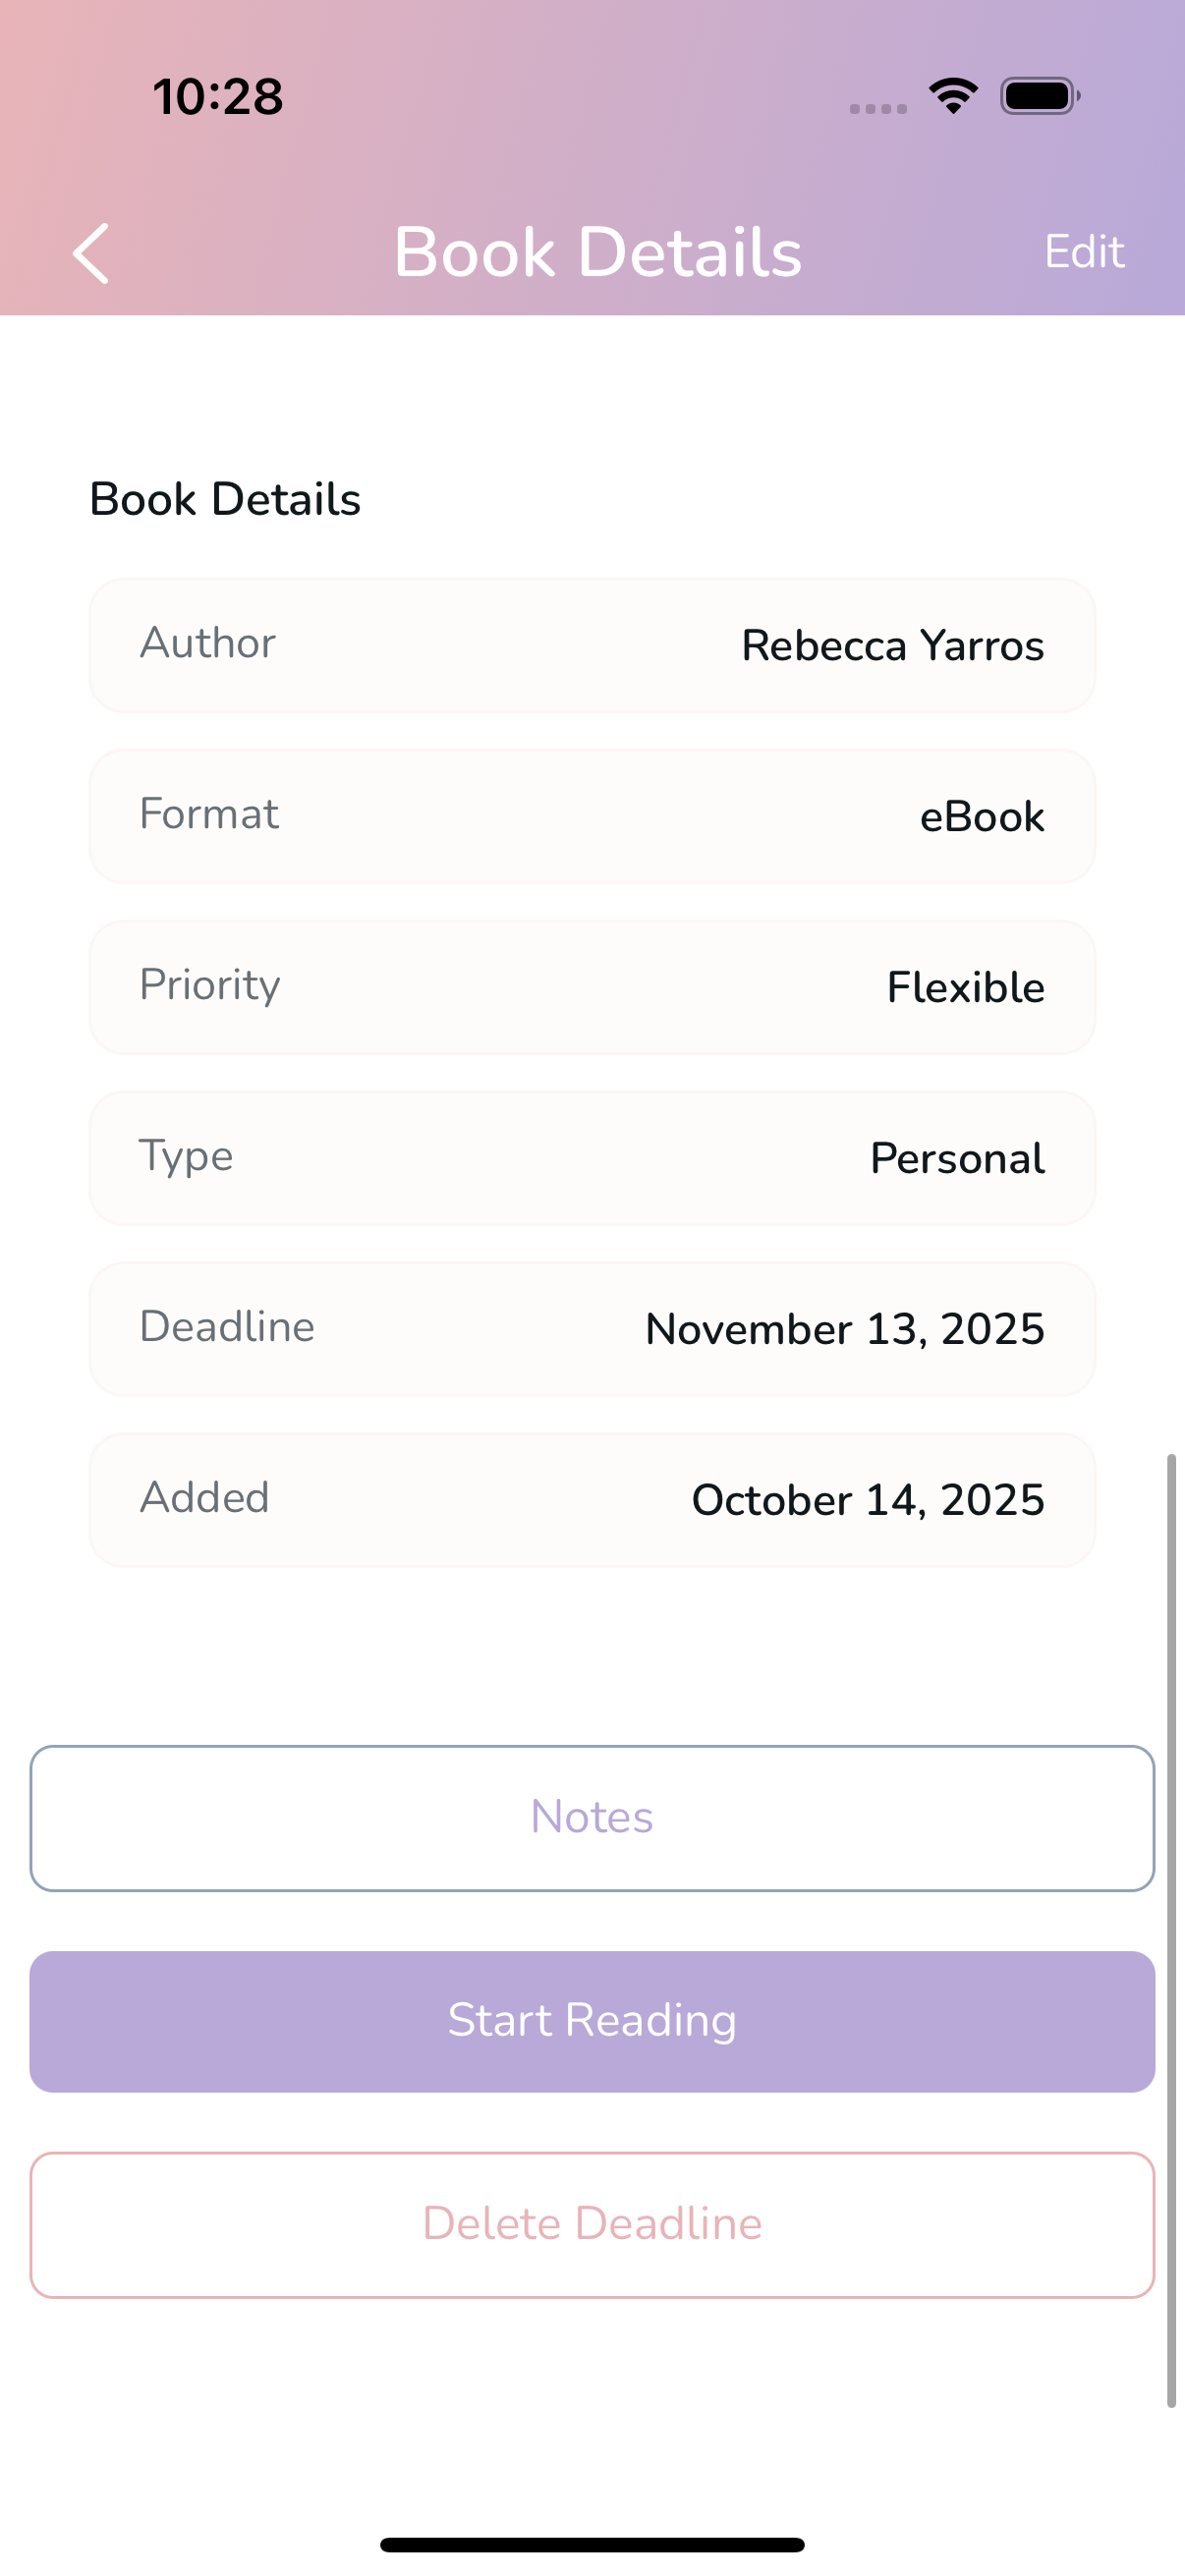 10:28
Book Details
Edit
Book Details
Author
Rebecca Yarros
Format
eBook
Priority
Flexible
Type
Personal
Deadline
November 13, 2025
Added
October 14, 2025
Notes
Start Reading
Delete Deadline